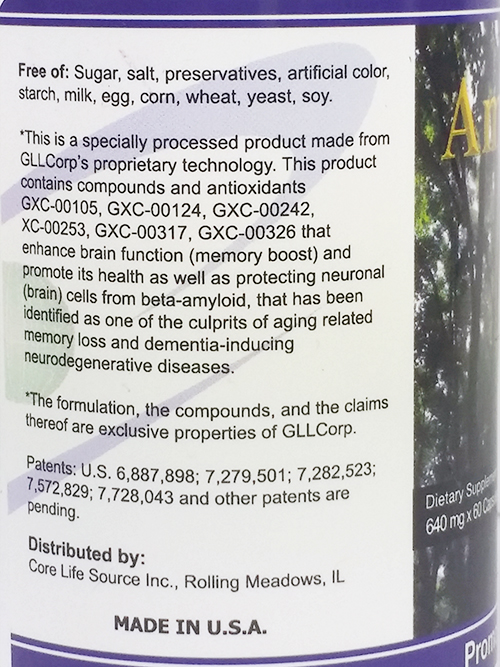 Free of: Sugar, salt, preservatives, artificial color,
starch, milk, egg, corn, wheat, yeast, soy.
*This is a specially processed product made from
GLLCorp's proprietary technology. This product
contains compounds and antioxidants
GXC-00105, GXC-00124, GXC-00242,
XC-00253, GXC-00317, GXC-00326 that
enhance brain function (memory boost) and
promote its health as well as protecting neuronal
(brain) cells from beta-amyloid, that has been
identified as one of the culprits of aging related
memory loss and dementia-inducing
neurodegenerative diseases.
*The formulation, the compounds, and the claims
thereof are exclusive properties of GLLCorp.
Patents: U.S. 6,887,898; 7,279,501; 7,282,523;
7,572,829; 7,728,043 and other patents are
pending.
Distributed by:
Core Life Source Inc., Rolling Meadows, IL
MADE IN U.S.A.
Dietary
640 mg x 60